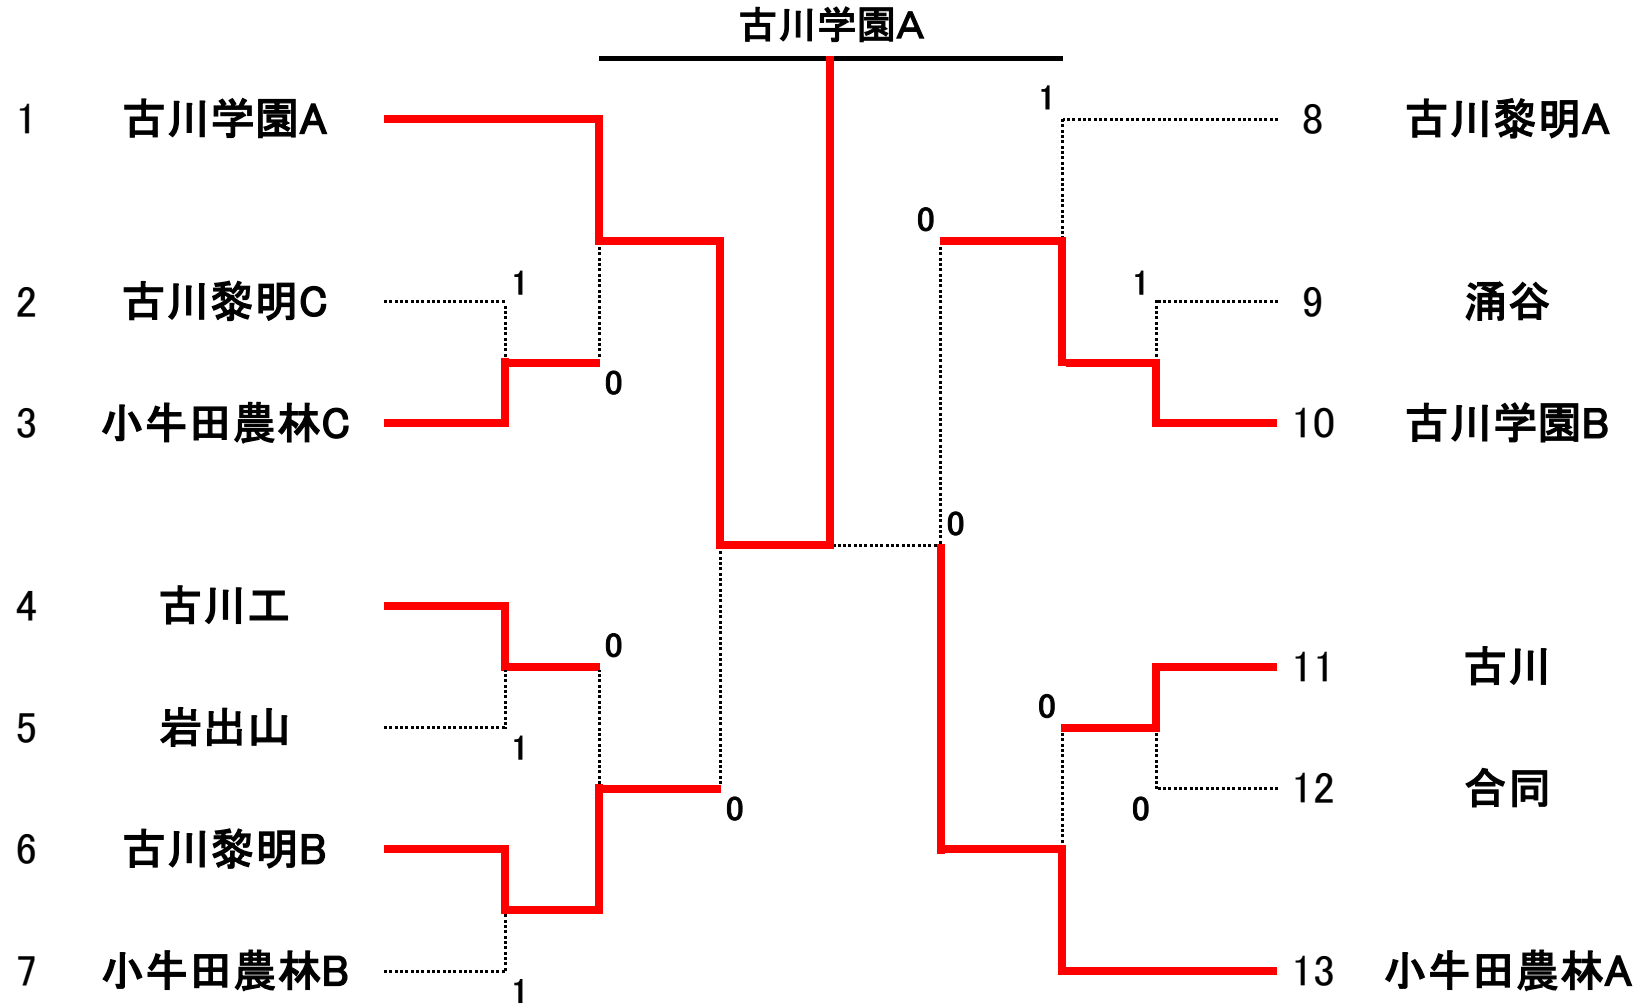 古川学園A
1 古川学園A
2 古川黎明C
1
3 小牛田農林C
0
4 古川工
0
5 岩出山
1
6 古川黎明B
0
7 小牛田農林B
1
1
8 古川黎明A
0
1
9 涌谷
10 古川学園B
0
11 古川
0
12 合同
0
13 小牛田農林A